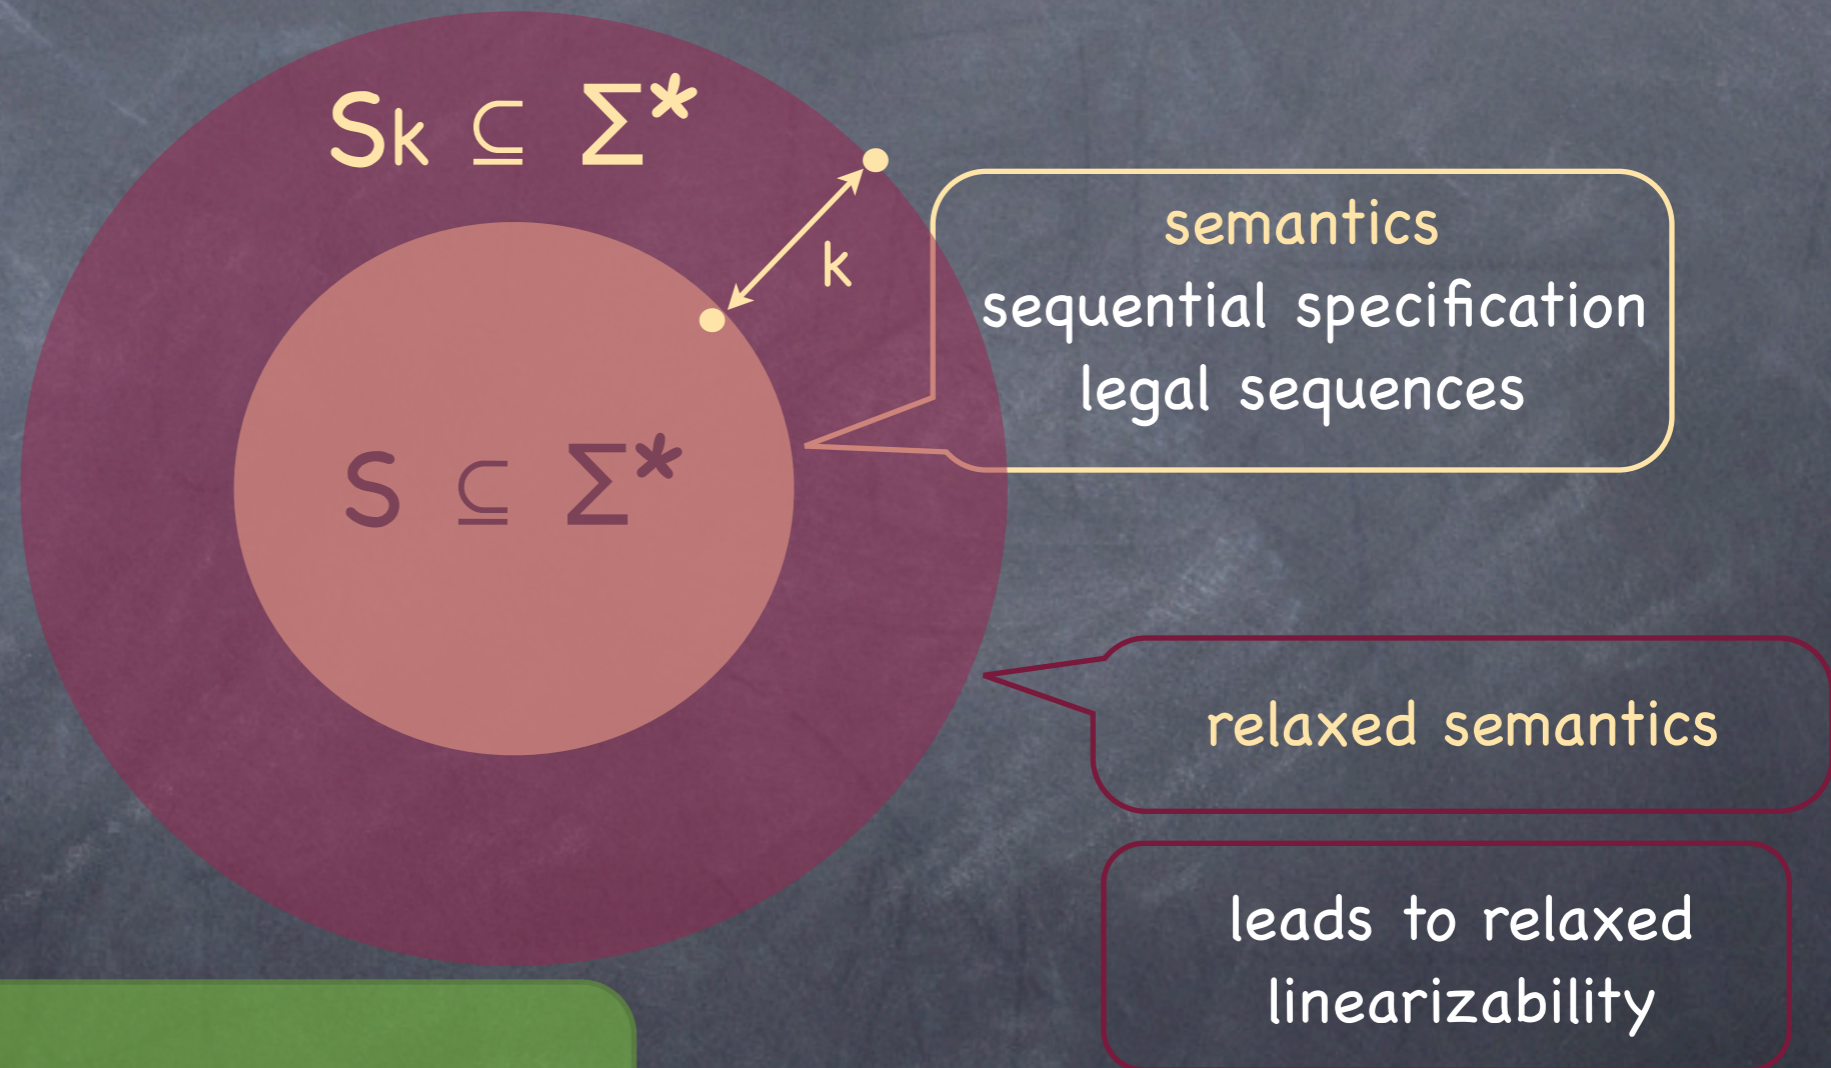 Sk ⊆ Σ*
k
semantics
sequential specification
legal sequences
S ⊆ Σ*
relaxed semantics
leads to relaxed
linearizability